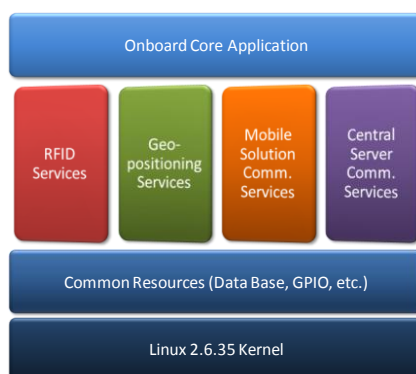 Onboard Core Application
RFID
Services
Geo-
positioning
Services
Mobile
Solution
Comm.
Services
Central
Server
Comm.
Services
Common Resources (Data Base, GPIO, etc.)
Linux 2.6.35 Kernel